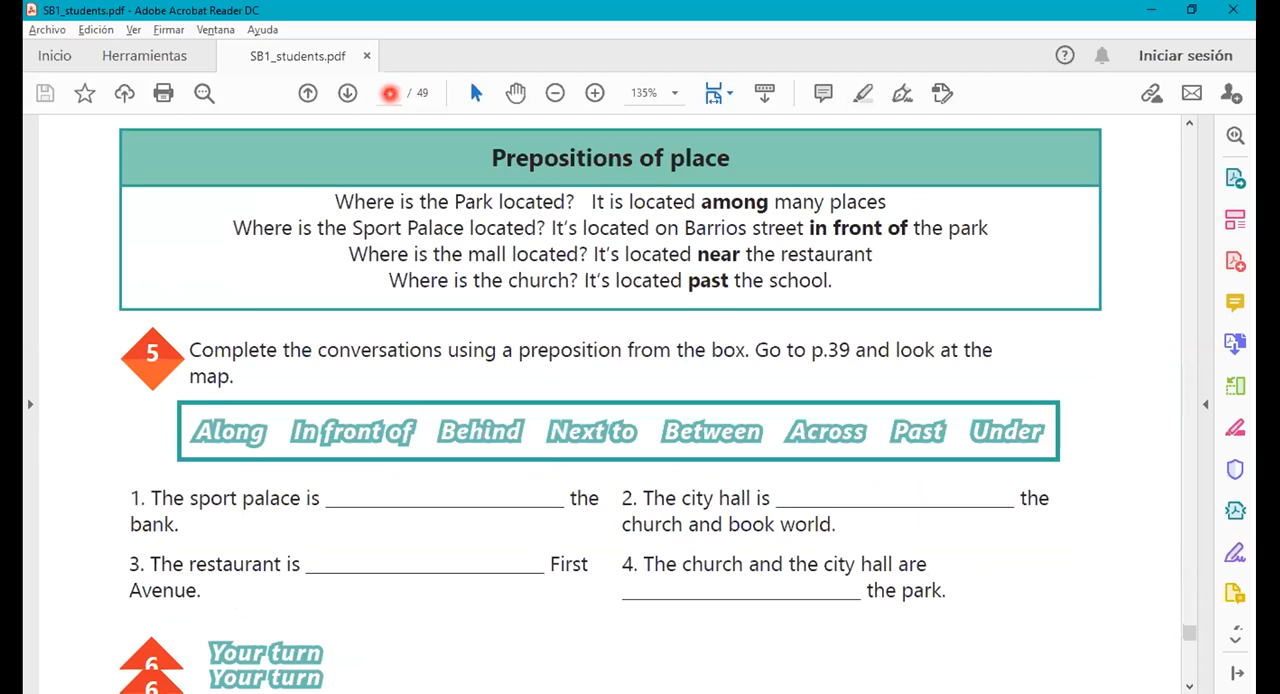 SB1_students.pdf - Adobe Acrobat Reader DC
Archivo Edición Ver Firmar Ventana Ayuda
Inicio Herramientas SB1_students.pdf × Iniciar sesión
/ 49 135%
Prepositions of place
Where is the Park located? It is located among many places
Where is the Sport Palace located? It's located on Barrios street in front of the park
Where is the mall located? It's located near the restaurant
Where is the church? It's located past the school.
5 Complete the conversations using a preposition from the box. Go to p.39 and look at the
map.
Along In front of Behind Next to Between Across Past Under
1. The sport palace is ______________________ the
bank.
2. The city hall is ______________________ the
church and book world.
3. The restaurant is ______________________ First
Avenue.
4. The church and the city hall are
______________________ the park.
6 Your turn
6 Your turn